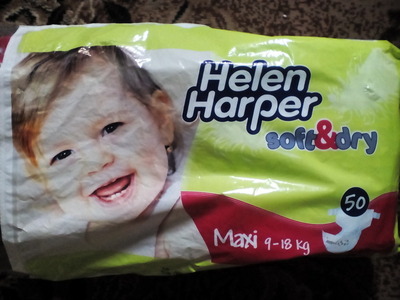 Helen
Harper
soft&dry
50
Maxi 9-18 kg